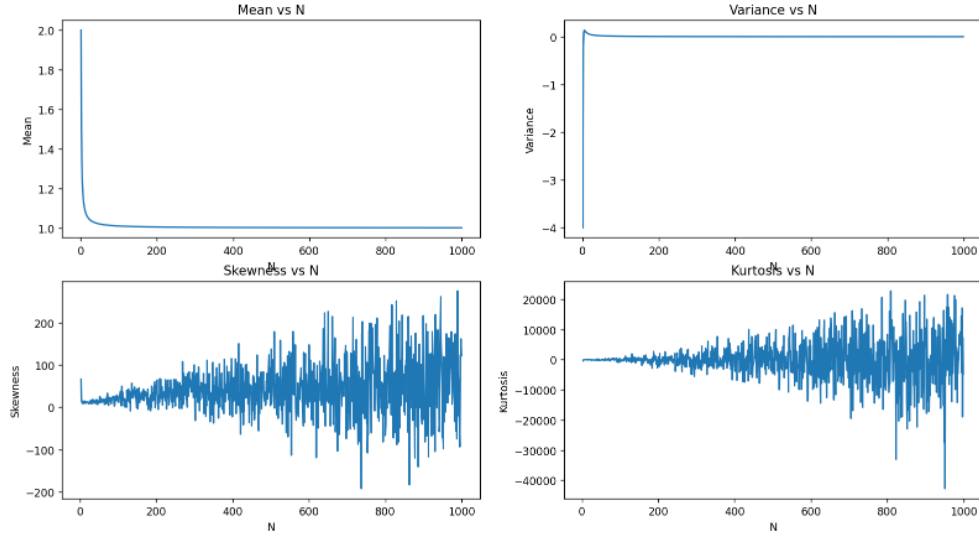 Mean vs N
2.0
1.8
1.6
1.4
1.2
1.0
Mean
0 200 400 600 800 1000
N
Variance vs N
0
−1
−2
−3
−4
Variance
0 200 400 600 800 1000
N
Skewness vs N
200
100
0
−100
−200
Skewness
0 200 400 600 800 1000
N
Kurtosis vs N
20000
10000
0
−10000
−20000
−30000
−40000
Kurtosis
0 200 400 600 800 1000
N